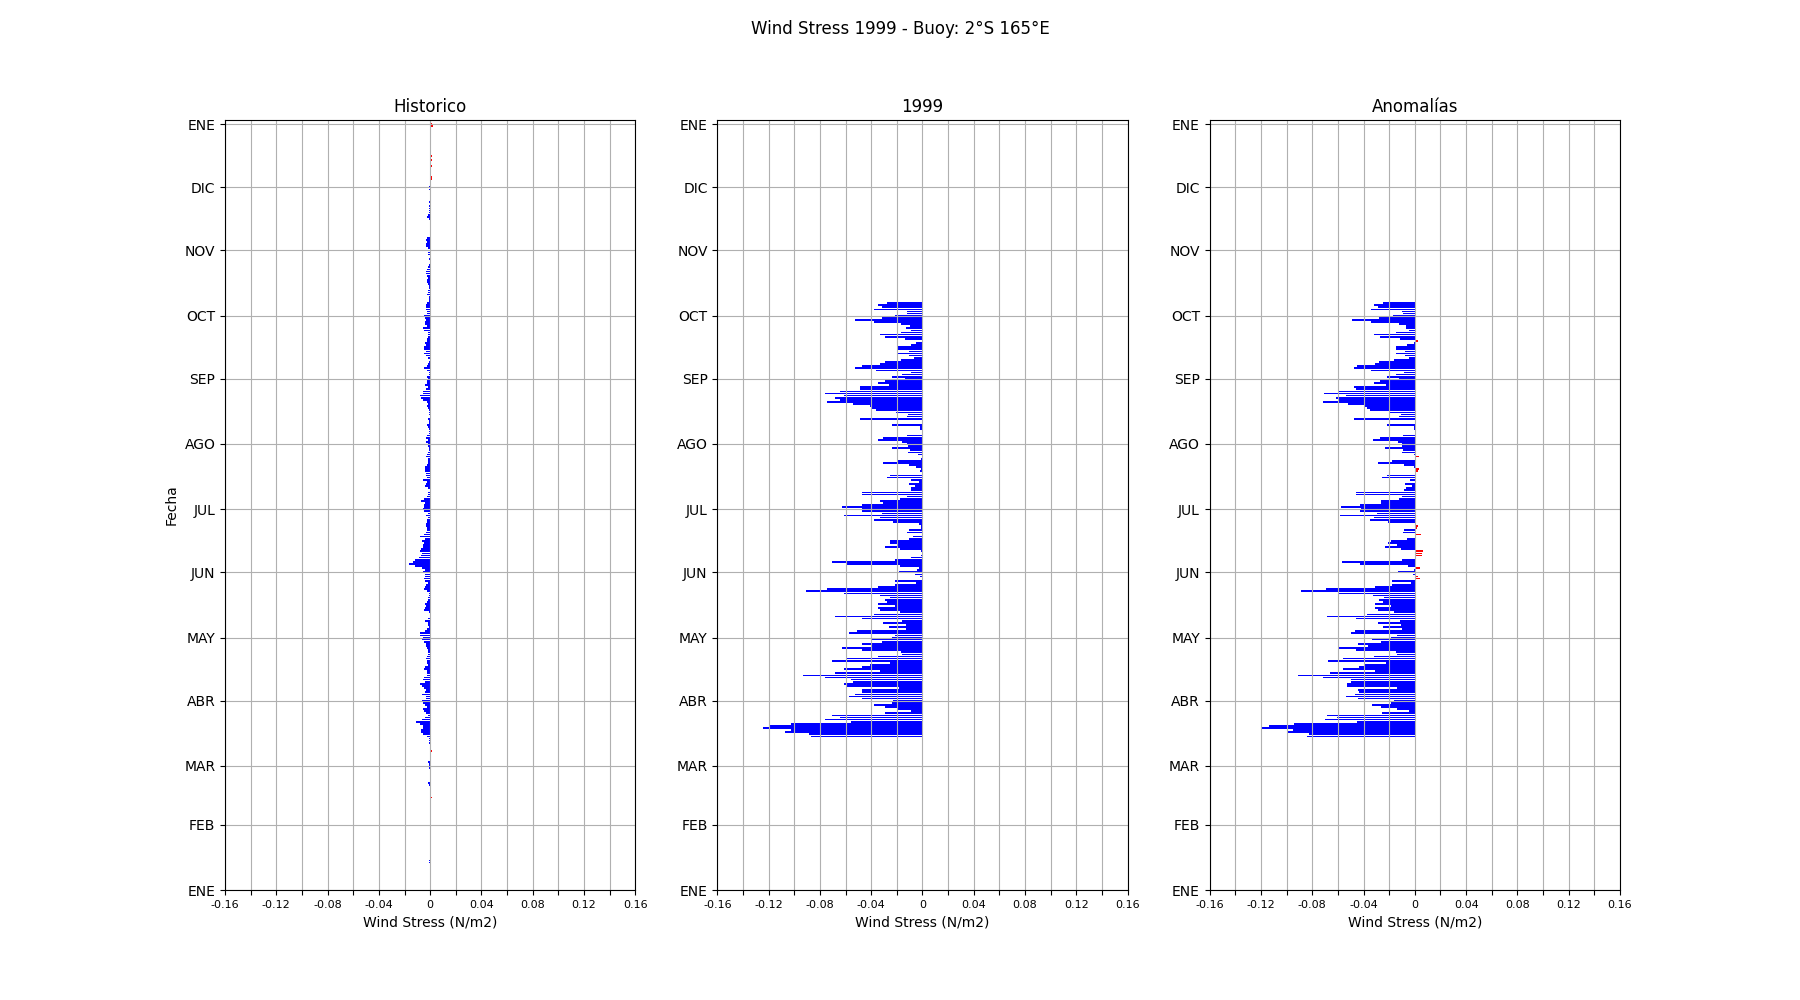 Wind Stress 1999 - Buoy: 2°S 165°E
Historico
ENE
DIC
NOV
OCT
SEP
AGO
JUL
JUN
MAY
ABR
MAR
FEB
ENE
Fecha
-0.16 -0.12 -0.08 -0.04 0 0.04 0.08 0.12 0.16
Wind Stress (N/m2)
1999
ENE
DIC
NOV
OCT
SEP
AGO
JUL
JUN
MAY
ABR
MAR
FEB
ENE
-0.16 -0.12 -0.08 -0.04 0 0.04 0.08 0.12 0.16
Wind Stress (N/m2)
Anomalías
ENE
DIC
NOV
OCT
SEP
AGO
JUL
JUN
MAY
ABR
MAR
FEB
ENE
-0.16 -0.12 -0.08 -0.04 0 0.04 0.08 0.12 0.16
Wind Stress (N/m2)